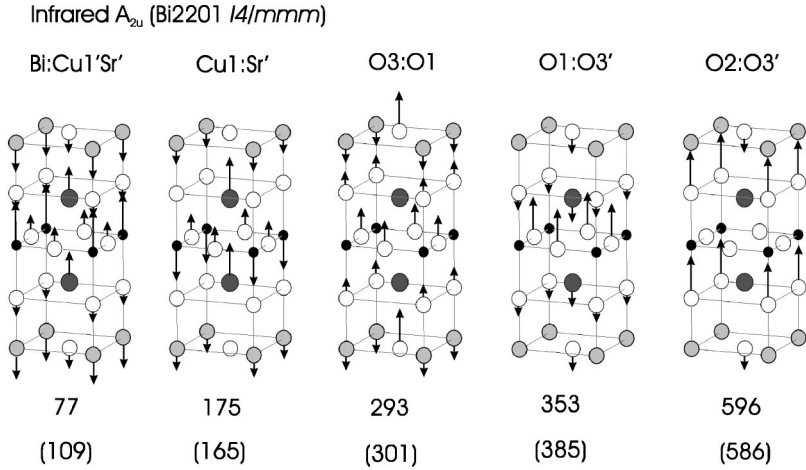 Infrared A2u (Bi2201 I4/mmm)
Bi:Cu1'Sr' Cu1:Sr' O3:O1 O1:O3' O2:O3'
77 175 293 353 596
(109) (165) (301) (385) (586)